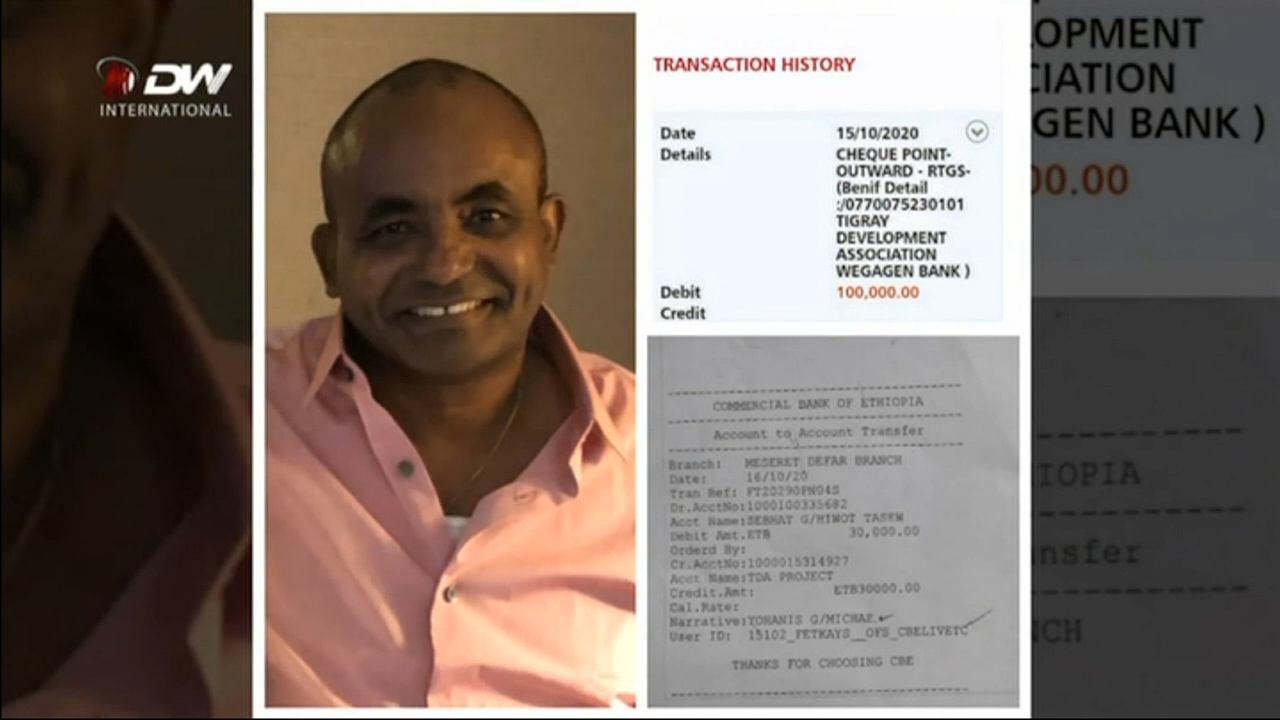 DW
INTERNATIONAL
TRANSACTION HISTORY
Date 15/10/2020
Details CHEQUE POINT-
OUTWARD - RTGS-
(Benif Detail
:/0770075230101
TIGRAY
DEVELOPMENT
ASSOCIATION
WEGAGEN BANK )
Debit 100,000.00
Credit
COMMERCIAL BANK OF ETHIOPIA
Account to Account Transfer
Branch: MESERET DEFAR BRANCH
Date: 16/10/20
Tran Ref: FT20290PN04S
Dr.AcctNo:1000100335682
Acct Name:SEBHAT G/HIWOT TASEW
Debit Amt.ETB 30,000.00
Orderd By:
Cr.AcctNo:1000015314927
Acct Name:TDA PROJECT
Credit.Amt: ETB30000.00
Cal.Rate:
Narrative:YOHANIS G/MICHAE
User ID: 15102_FETKAYS__OFS_CBELIVETC
THANKS FOR CHOOSING CBE
OPMENT
CIATION
GEN BANK )
00.00
IOPIA
nsfer
NCH